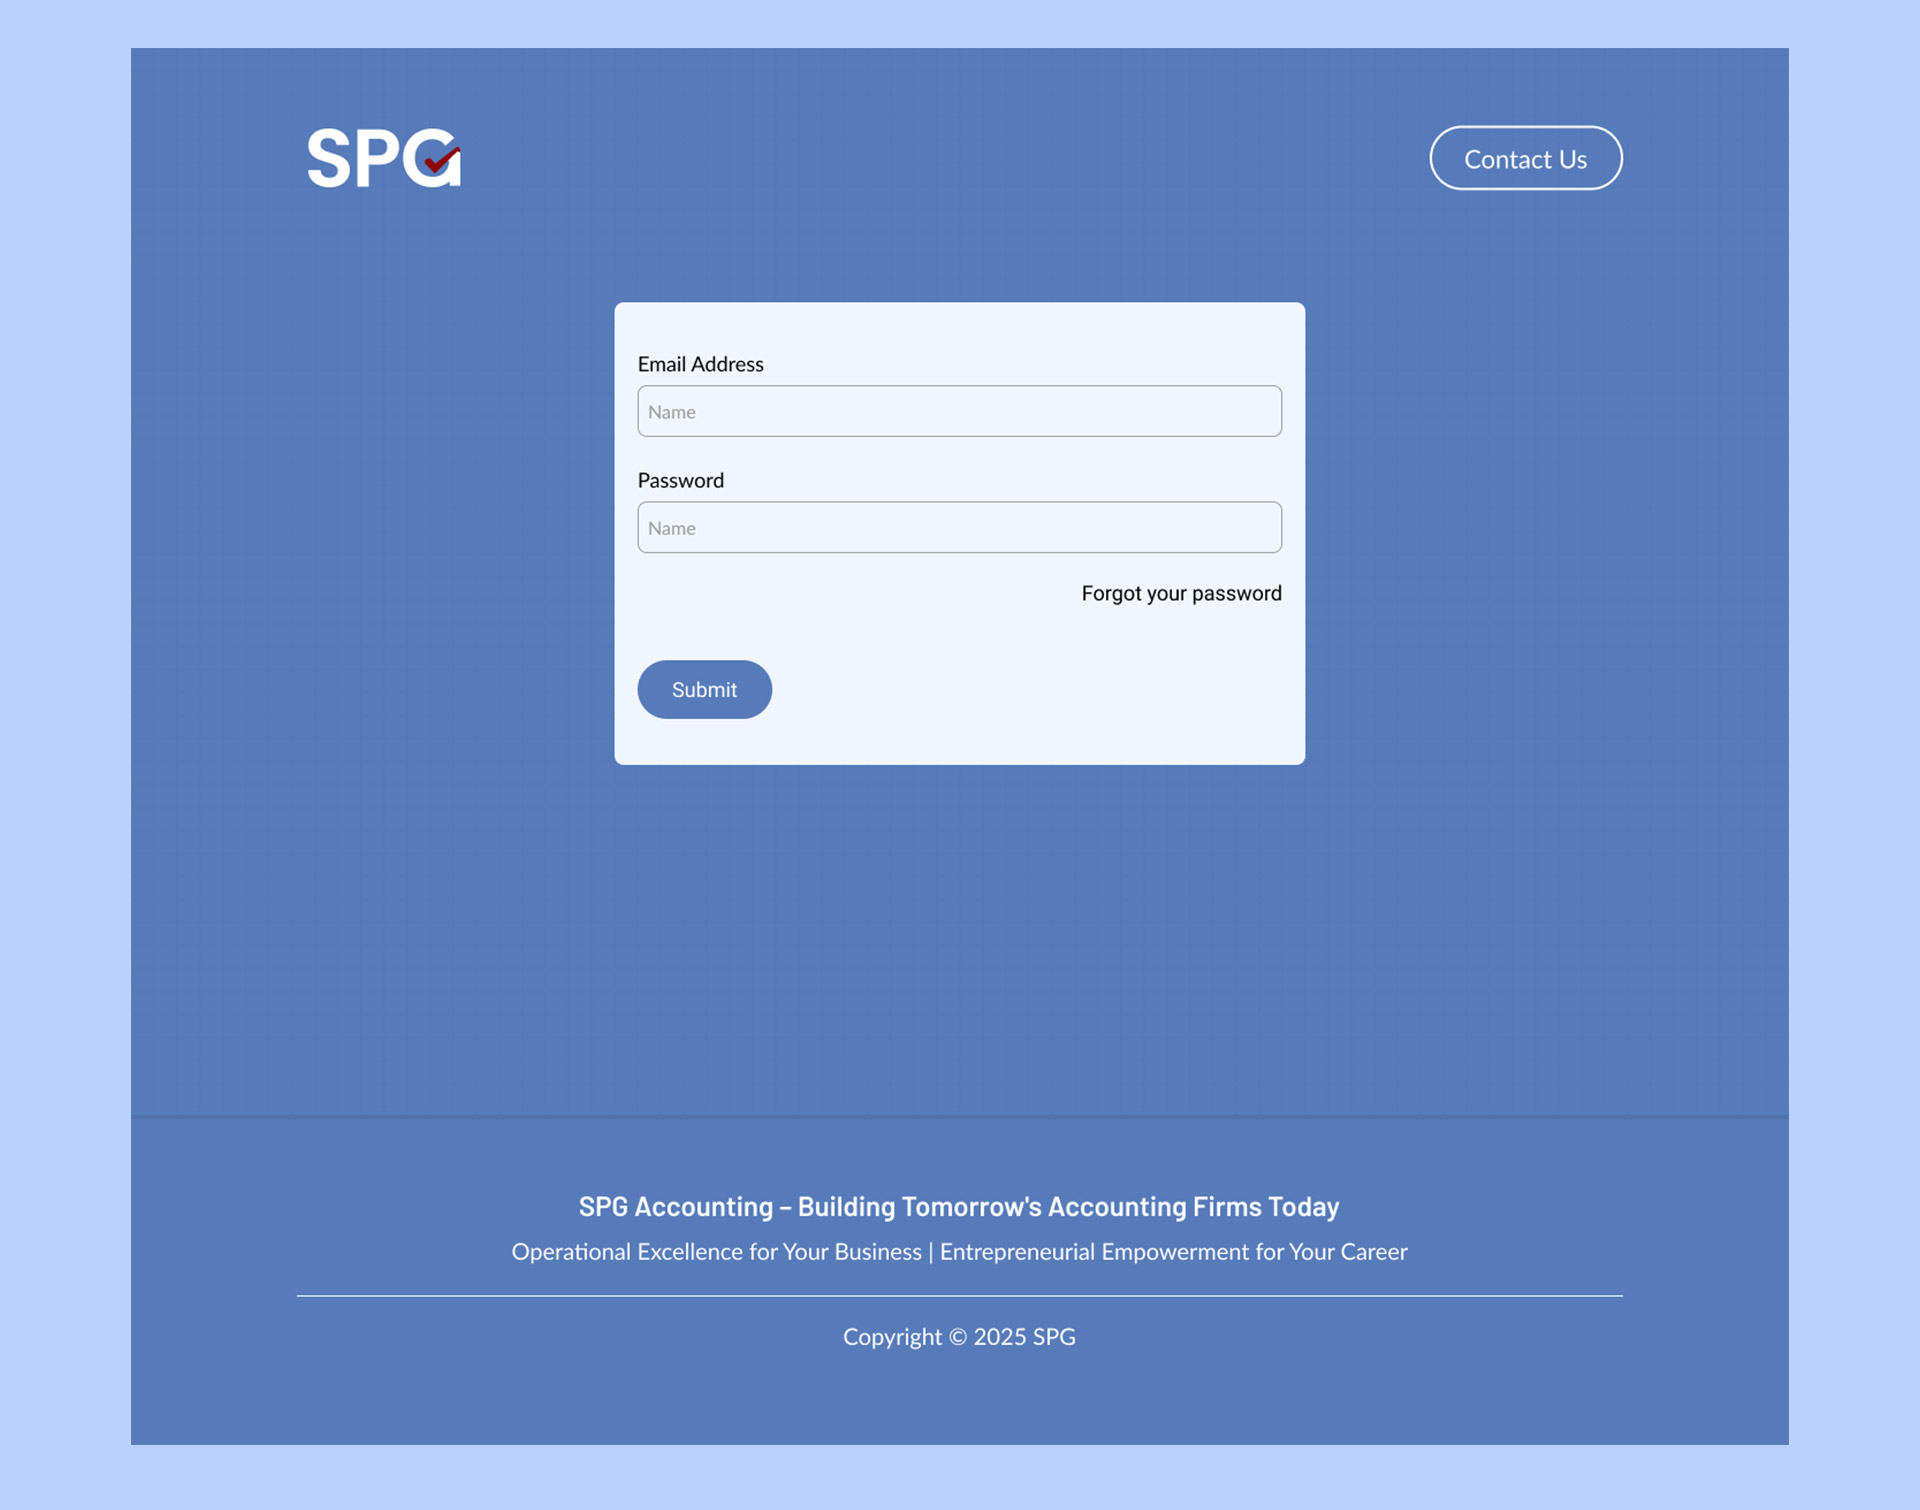 SPG
Contact Us
Email Address
Name
Password
Name
Forgot your password
Submit
SPG Accounting – Building Tomorrow's Accounting Firms Today
Operational Excellence for Your Business | Entrepreneurial Empowerment for Your Career
Copyright © 2025 SPG